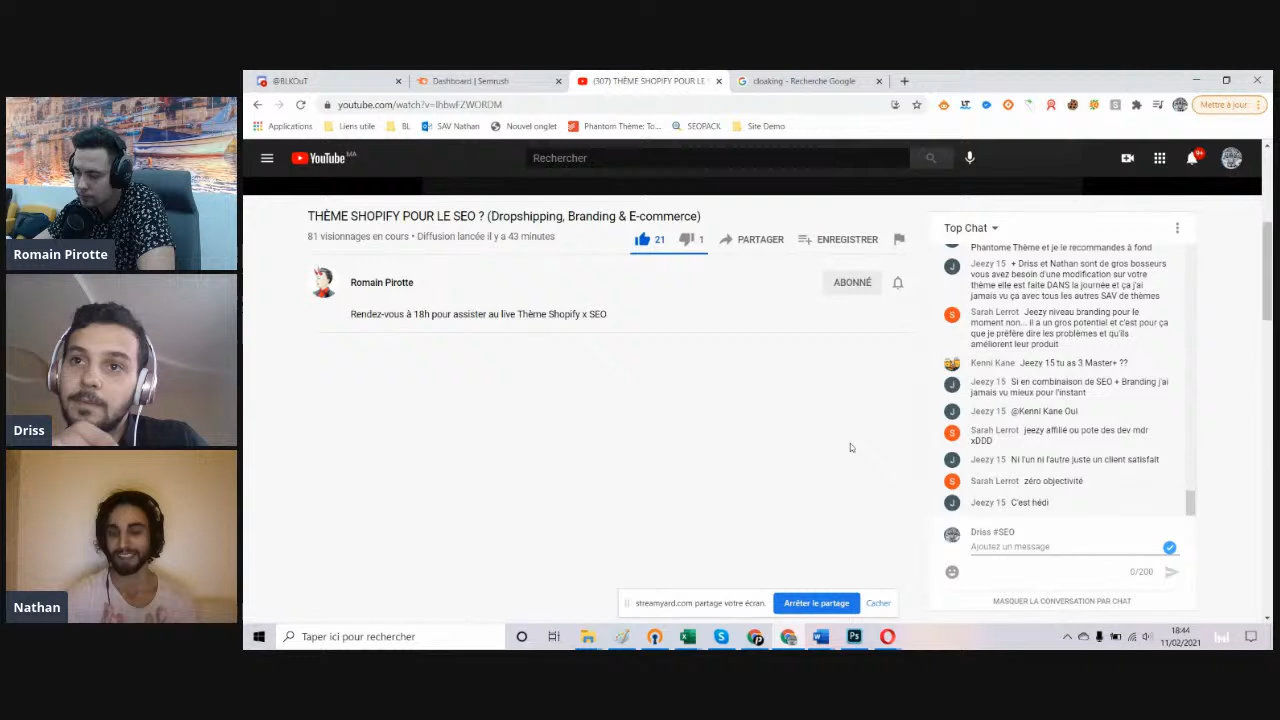 Romain Pirotte
Driss
Nathan
@BLKOuT
Dashboard | Semrush
(307) THÈME SHOPIFY POUR LE
cloaking - Recherche Google
youtube.com/watch?v=lhbwFZWORDM
Mettre à jour
Applications
Liens utile
BL
SAV Nathan
Nouvel onglet
Phantom Thème: To...
SEOPACK
Site Demo
YouTube MA
Rechercher
9+
THÈME SHOPIFY POUR LE SEO ? (Dropshipping, Branding & E-commerce)
81 visionnages en cours • Diffusion lancée il y a 43 minutes
21
1
PARTAGER
ENREGISTRER
Romain Pirotte
ABONNÉ
Rendez-vous à 18h pour assister au live Thème Shopify x SEO
Top Chat
Phantome Thème et je le recommandes à fond
Jeezy 15 + Driss et Nathan sont de gros bosseurs
vous avez besoin d'une modification sur votre
thème elle est faite DANS la journée et ça j'ai
jamais vu ça avec tous les autres SAV de thèmes
Sarah Lerrot Jeezy niveau branding pour le
moment non... il a un gros potentiel et c'est pour ça
que je préfère dire les problèmes et qu'ils
améliorent leur produit
Kenni Kane Jeezy 15 tu as 3 Master+ ??
Jeezy 15 Si en combinaison de SEO + Branding j'ai
jamais vu mieux pour l'instant
Jeezy 15 @Kenni Kane Oui
Sarah Lerrot jeezy affilié ou pote des dev mdr
xDDD
Jeezy 15 Ni l'un ni l'autre juste un client satisfait
Sarah Lerrot zéro objectivité
Jeezy 15 C'est hédi
Driss #SEO
Ajoutez un message
0/200
MASQUER LA CONVERSATION PAR CHAT
streamyard.com partage votre écran.
Arrêter le partage
Cacher
Taper ici pour rechercher
18:44
11/02/2021